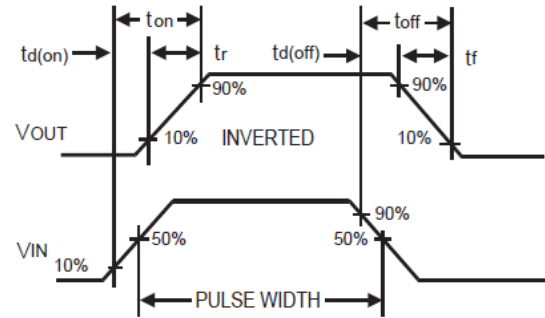 ton toff
td(on) tr td(off) tf
90% 90%
VOUT 10% INVERTED 10%
90%
VIN 50% 50%
10%
PULSE WIDTH